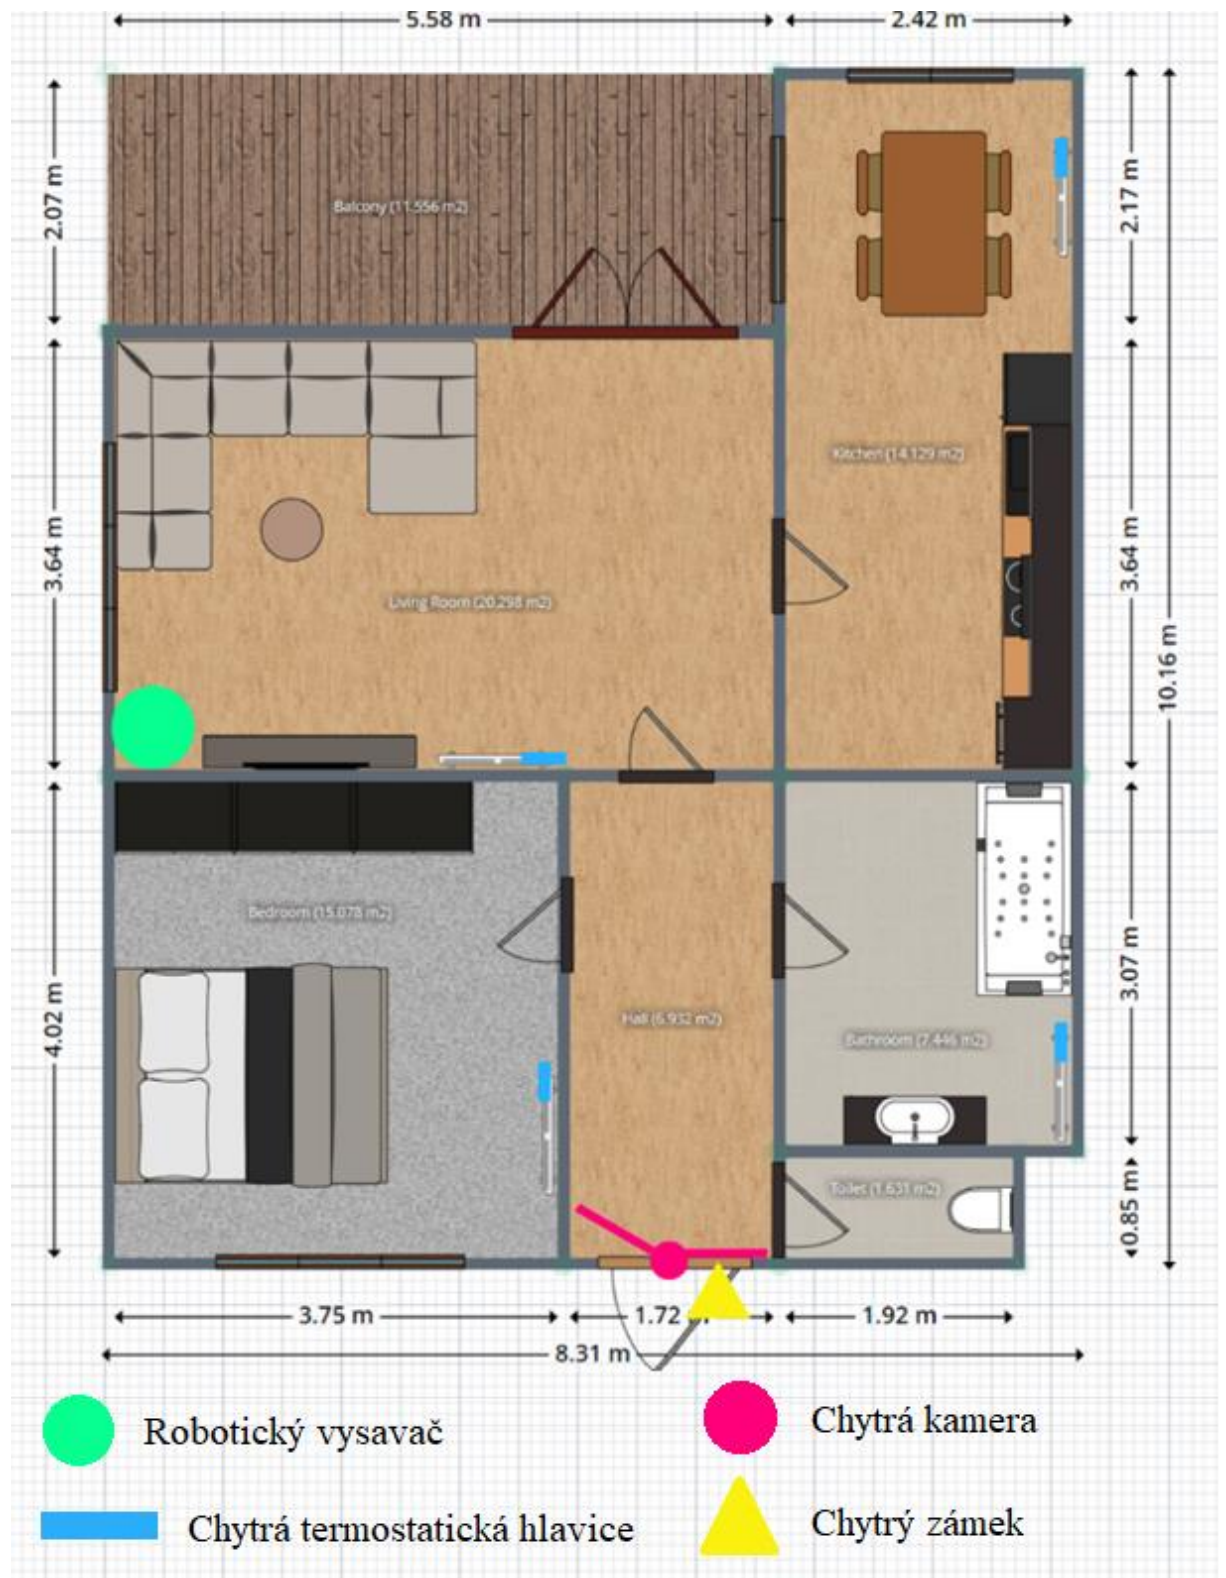 5.58 m
2.42 m
2.07 m
2.17 m
Balcony (11.556 m2)
Kitchen (14.129 m2)
3.64 m
3.64 m
Living Room (20.298 m2)
10.16 m
Bedroom (15.078 m2)
3.07 m
4.02 m
Hall (6.932 m2)
Bathroom (7.446 m2)
Toilet (1.631 m2)
0.85 m
3.75 m
1.72
1.92 m
8.31 m
Robotický vysavač
Chytrá kamera
Chytrá termostatická hlavice
Chytrý zámek